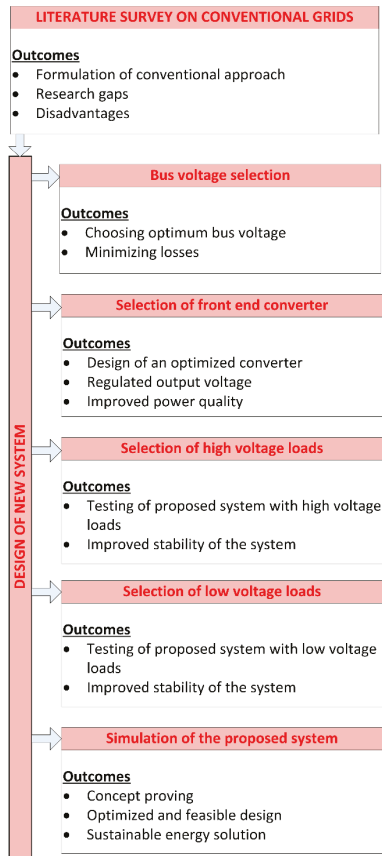 LITERATURE SURVEY ON CONVENTIONAL GRIDS
Outcomes
• Formulation of conventional approach
• Research gaps
• Disadvantages
DESIGN OF NEW SYSTEM
Bus voltage selection
Outcomes
• Choosing optimum bus voltage
• Minimizing losses
Selection of front end converter
Outcomes
• Design of an optimized converter
• Regulated output voltage
• Improved power quality
Selection of high voltage loads
Outcomes
• Testing of proposed system with high voltage
loads
• Improved stability of the system
Selection of low voltage loads
Outcomes
• Testing of proposed system with low voltage
loads
• Improved stability of the system
Simulation of the proposed system
Outcomes
• Concept proving
• Optimized and feasible design
• Sustainable energy solution